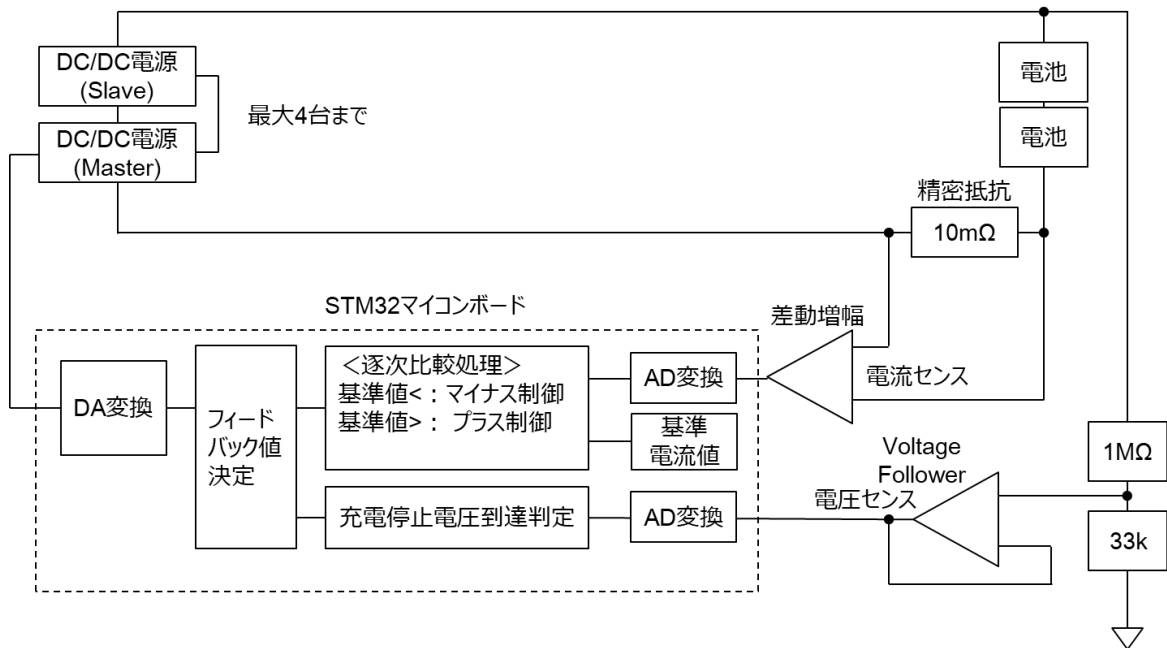 DC/DC電源
(Slave)
DC/DC電源
(Master)
最大4台まで
電池
電池
精密抵抗
10mΩ
STM32マイコンボード
差動増幅
電流センス
DA変換
フィード
バック値
決定
＜逐次比較処理＞
基準値<：マイナス制御
基準値>： プラス制御
AD変換
基準
電流値
充電停止電圧到達判定
AD変換
Voltage
Follower
電圧センス
1MΩ
33k